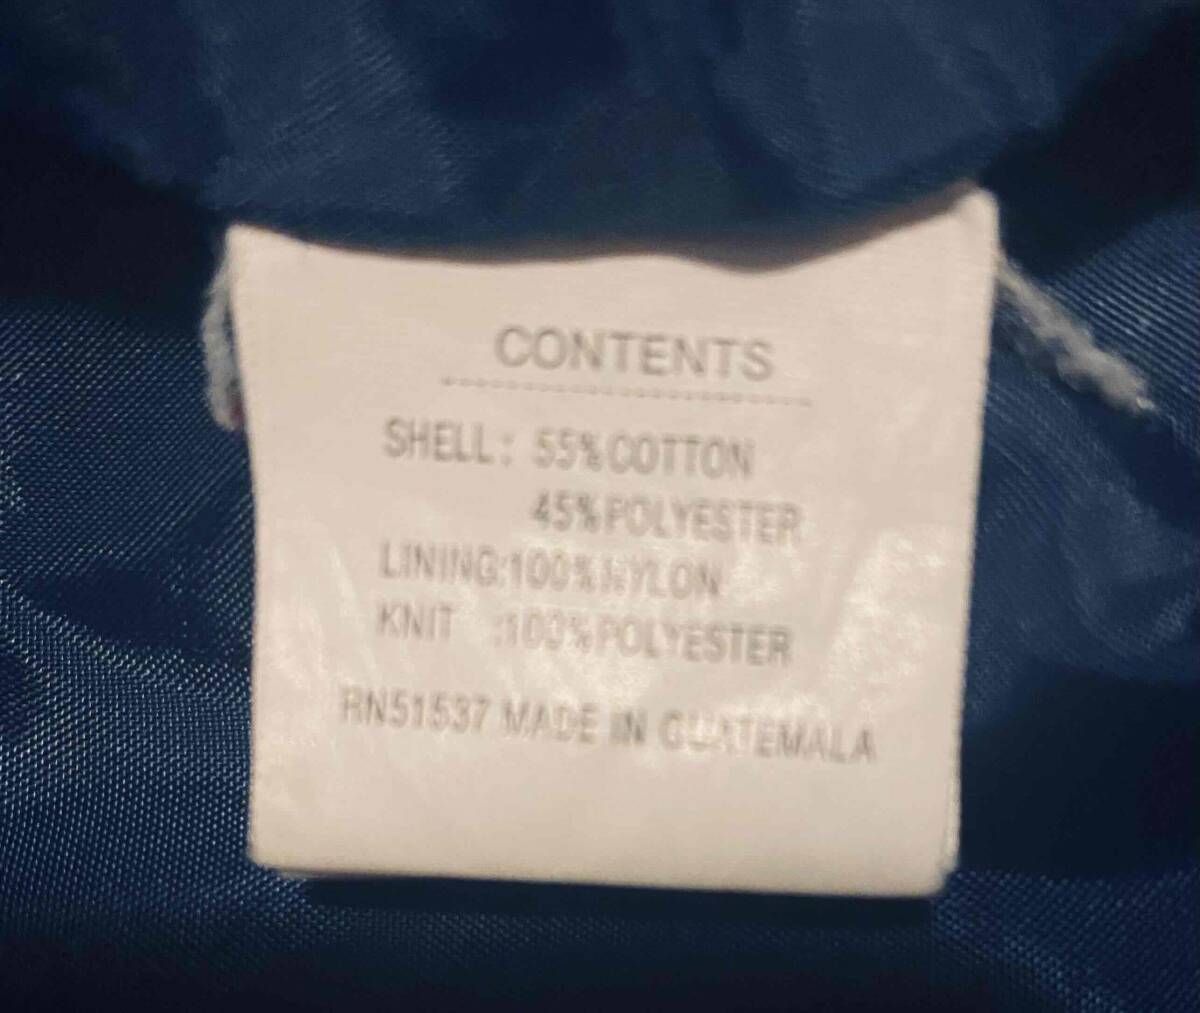 CONTENTS
SHELL: 55%COTTON
45%POLYESTER
LINING:100%NYLON
KNIT :100%POLYESTER
RN51537 MADE IN GUATEMALA